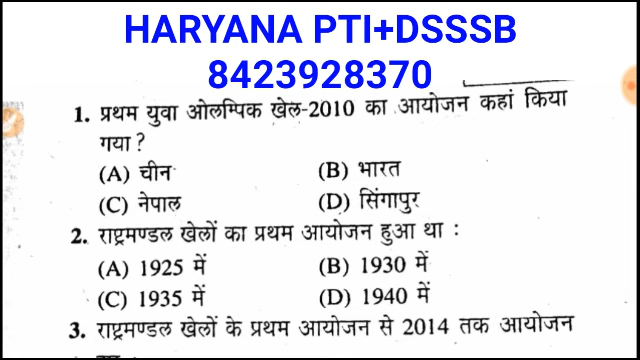 HARYANA PTI+DSSSB
8423928370
1. प्रथम युवा ओलम्पिक खेल-2010 का आयोजन कहां किया
गया ?
(A) चीन (B) भारत
(C) नेपाल (D) सिंगापुर
2. राष्ट्रमण्डल खेलों का प्रथम आयोजन हुआ था :
(A) 1925 में (B) 1930 में
(C) 1935 में (D) 1940 में
3. राष्ट्रमण्डल खेलों के प्रथम आयोजन से 2014 तक आयोजन